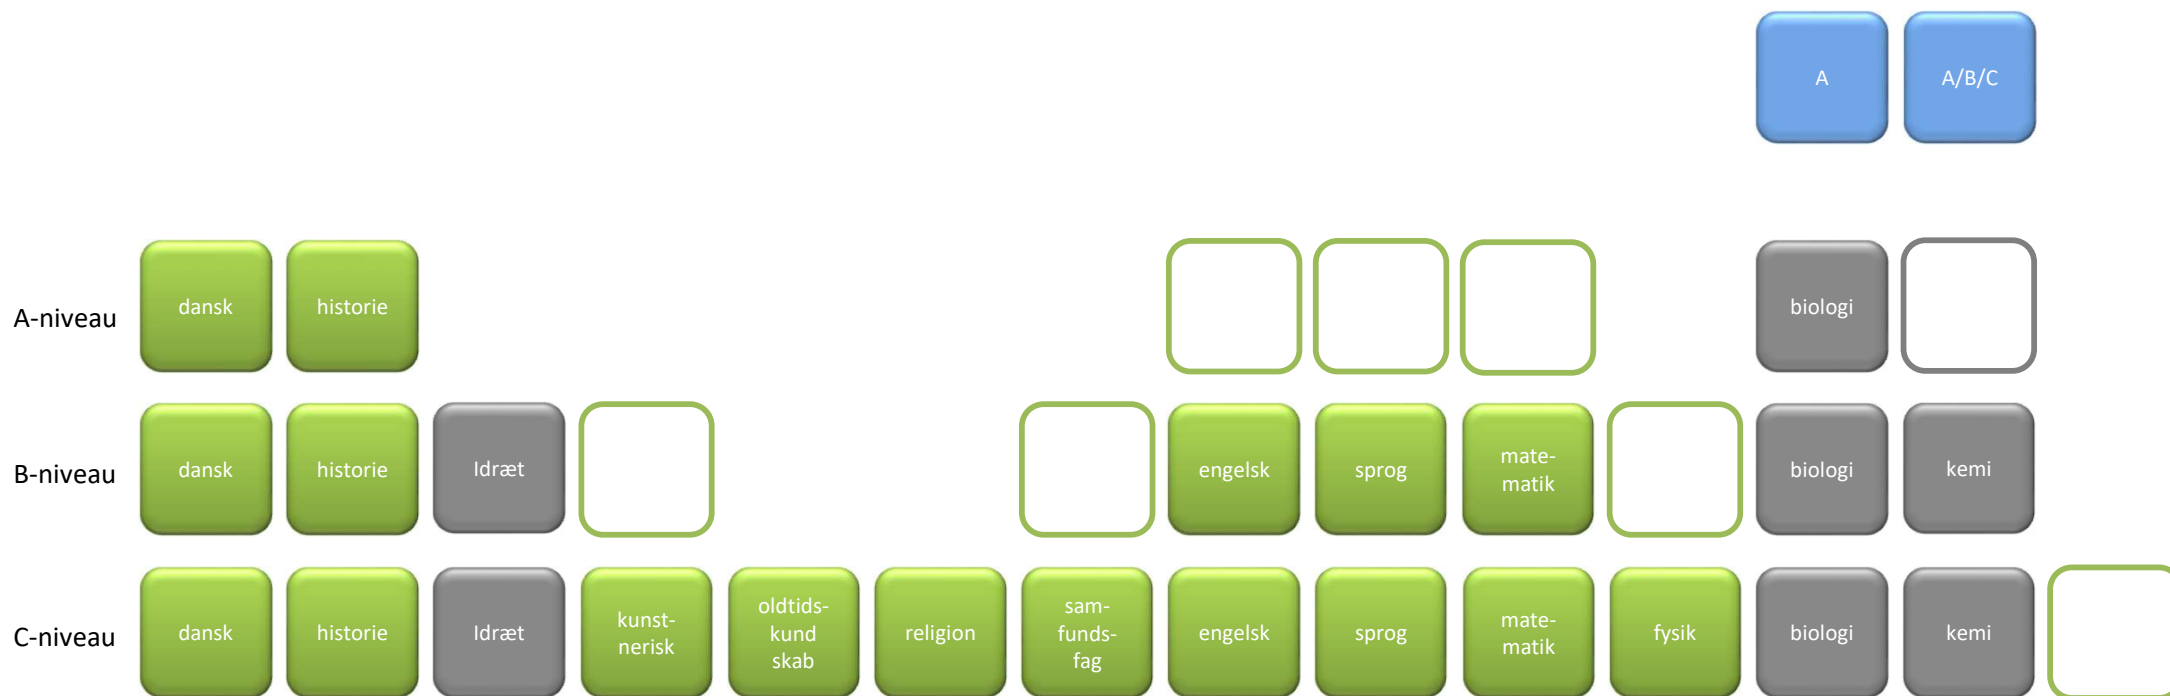 A
A/B/C
A-niveau
dansk
historie
biologi
B-niveau
dansk
historie
Idræt
engelsk
sprog
mate-
matik
biologi
kemi
C-niveau
dansk
historie
Idræt
kunst-
nerisk
oldtids-
kund
skab
religion
sam-
funds-
fag
engelsk
sprog
mate-
matik
fysik
biologi
kemi